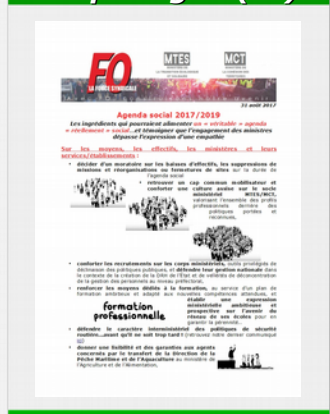 FO
LA FORCE SYNDICALE
MTES
MCT
31 août 2017
Agenda social 2017/2019
Les ingrédients qui pourraient alimenter un « véritable » agenda
« réellement » social...et témoigner que l'engagement des ministres
dépasse l'expression d'une empathie
Sur les moyens, les effectifs, les ministères et leurs
services/établissements :
• décider d'un moratoire sur les baisses d'effectifs, les suppressions de
missions et réorganisations ou fermetures de sites sur la durée de
l'agenda social
• retrouver un cap commun mobilisateur et
conforter une culture assise sur le socle
ministériel MTES/MCT,
valorisant l'ensemble des profils
professionnels derrière des
politiques portées et
reconnues,
• conforter les recrutements sur les corps ministériels, outils privilégiés de
déclinaison des politiques publiques, et défendre leur gestion nationale dans
le contexte de la création de la DRH de l'État et de velléités de déconcentration
de la gestion des personnels au niveau préfectoral,
• renforcer les moyens dédiés à la formation, au service d'un plan de
formation ambitieux et adapté aux nouvelles compétences attendues, et
établir une expression
ministérielle ambitieuse et
prospective sur l'avenir du
réseau de ses écoles pour en
garantir la pérennité,
formation
professionnelle
• défendre le caractère interministériel des politiques de sécurité
routière...avant qu'il ne soit trop tard ! (retrouvez notre dernier communiqué
ici)
• donner une lisibilité et des garanties aux agents
concernés par le transfert de la Direction de la
Pêche Maritime et de l'Aquaculture au ministère de
l'Agriculture et de l'Alimentation,